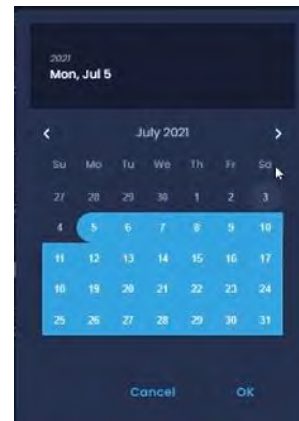 2021
Mon, Jul 5
July 2021
Su Mo Tu We Th Fr Sa
27 28 29 30 1 2 3
4 5 6 7 8 9 10
11 12 13 14 15 16 17
18 19 20 21 22 23 24
25 26 27 28 29 30 31
Cancel OK